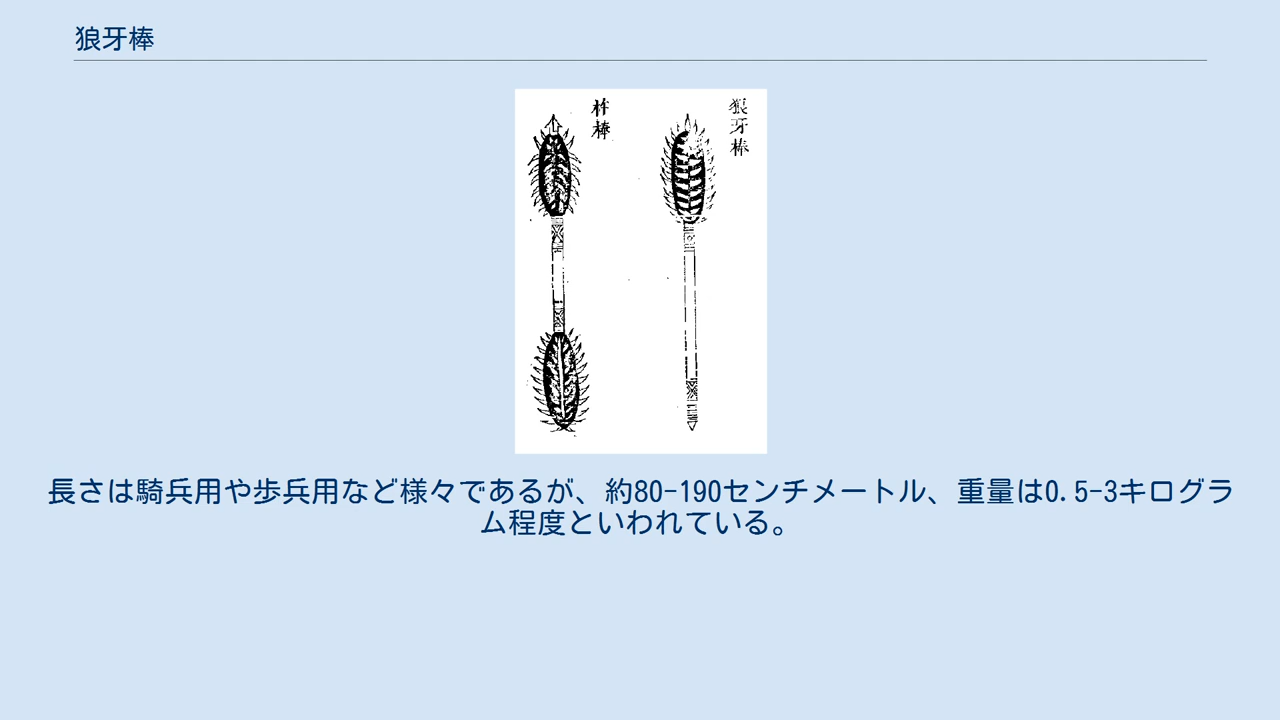 狼牙棒
狼牙棒
杵棒
長さは騎兵用や歩兵用など様々であるが、約80-190センチメートル、重量は0.5-3キログラ
ム程度といわれている。